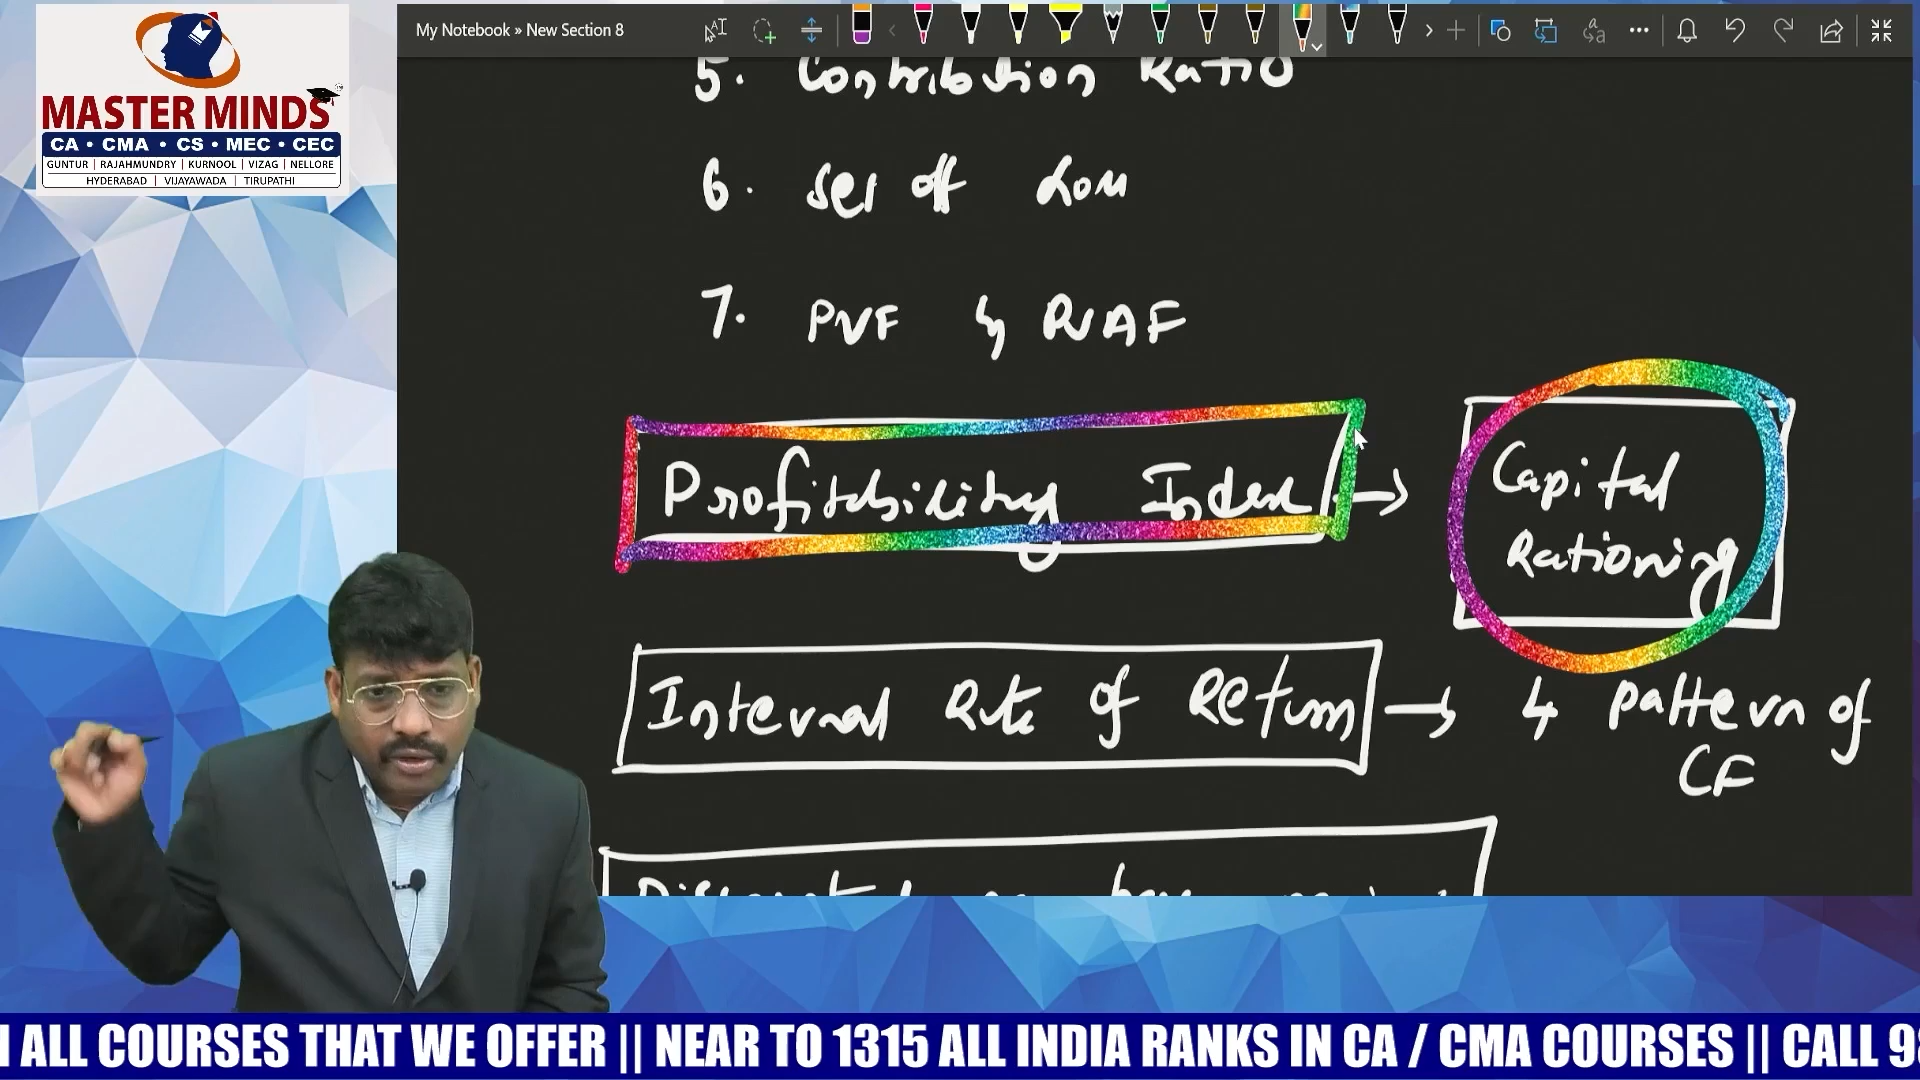 My Notebook » New Section 8
MASTER MINDS
CA • CMA • CS • MEC • CEC
GUNTUR | RAJAHMUNDRY | KURNOOL | VIZAG | NELLORE
HYDERABAD | VIJAYAWADA | TIRUPATHI
5. Contribution Ratio
6. Set off Loss
7. PVF & PVAF
Profitability Index → Capital
Rationing
Internal Rate of Return → 4 pattern of
CF
ALL COURSES THAT WE OFFER || NEAR TO 1315 ALL INDIA RANKS IN CA / CMA COURSES || CALL 9